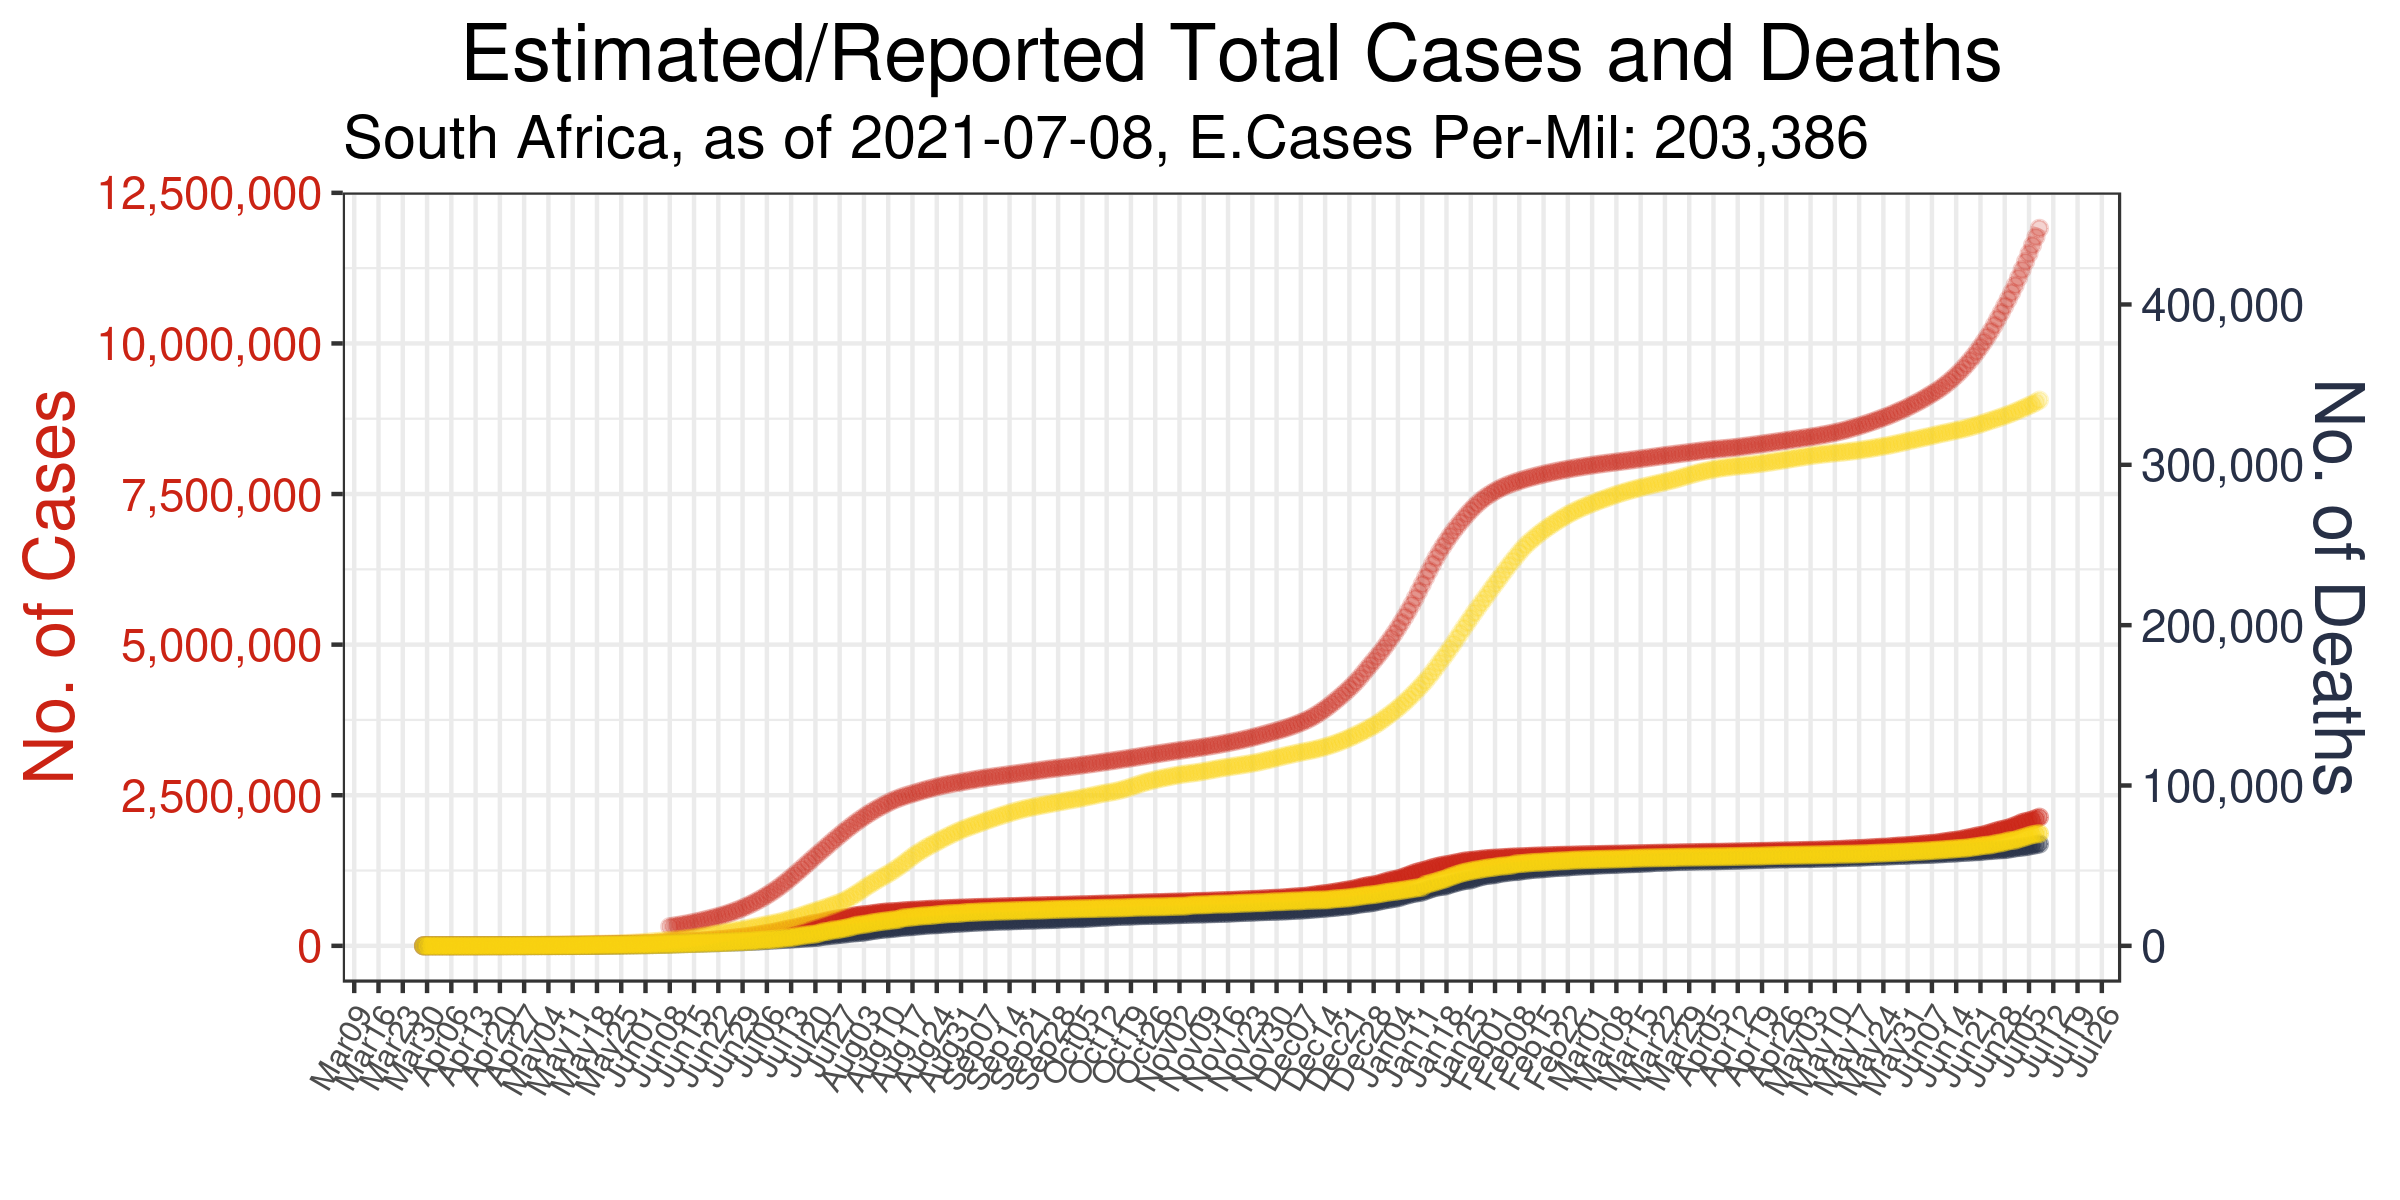 Estimated/Reported Total Cases and Deaths
South Africa, as of 2021-07-08, E.Cases Per-Mil: 203,386
No. of Cases
12,500,000
10,000,000
7,500,000
5,000,000
2,500,000
0
400,000
300,000
200,000
100,000
0
No. of Deaths
Mar09
Mar16
Mar23
Mar30
Apr06
Apr13
Apr20
Apr27
May04
May11
May18
May25
Jun01
Jun08
Jun15
Jun22
Jun29
Jul06
Jul13
Jul20
Jul27
Aug03
Aug10
Aug17
Aug24
Aug31
Sep07
Sep14
Sep21
Sep28
Oct05
Oct12
Oct19
Oct26
Nov02
Nov09
Nov16
Nov23
Nov30
Dec07
Dec14
Dec21
Dec28
Jan04
Jan11
Jan18
Jan25
Feb01
Feb08
Feb15
Feb22
Mar01
Mar08
Mar15
Mar22
Mar29
Apr05
Apr12
Apr19
Apr26
May03
May10
May17
May24
May31
Jun07
Jun14
Jun21
Jun28
Jul05
Jul12
Jul19
Jul26